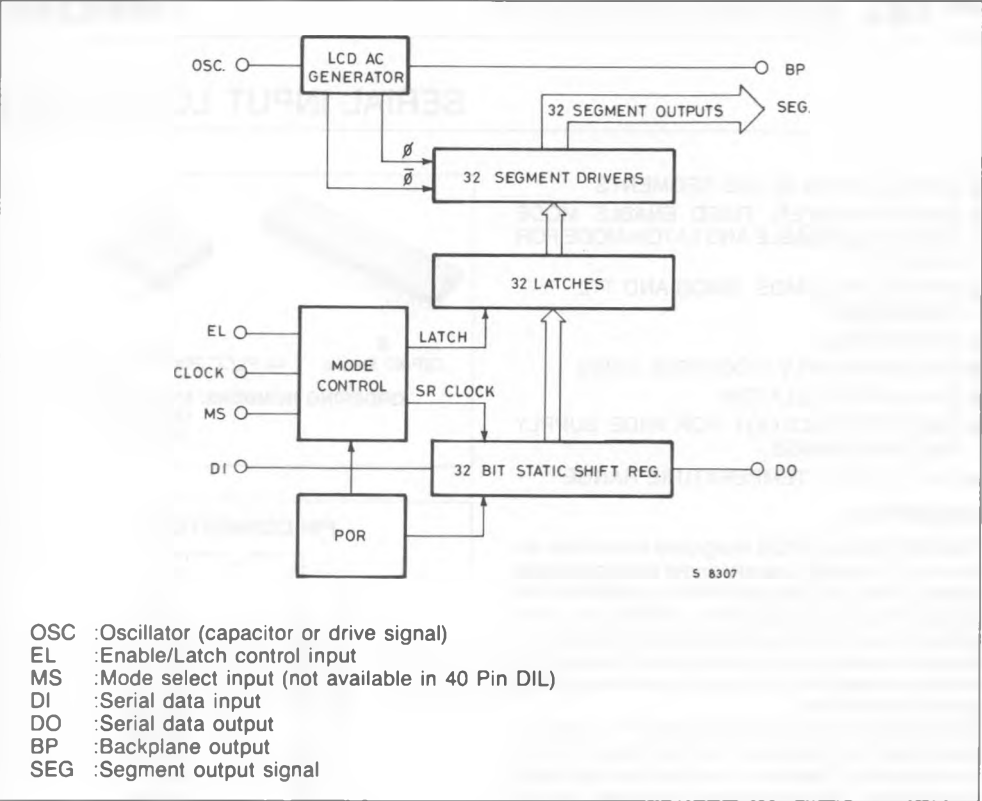 OSC.
LCD AC
GENERATOR
BP
32 SEGMENT OUTPUTS
SEG.
ø
ø̄
32 SEGMENT DRIVERS
32 LATCHES
EL
CLOCK
MS
MODE
CONTROL
LATCH
SR CLOCK
DI
32 BIT STATIC SHIFT REG.
DO
POR
S 8307
OSC :Oscillator (capacitor or drive signal)
EL :Enable/Latch control input
MS :Mode select input (not available in 40 Pin DIL)
DI :Serial data input
DO :Serial data output
BP :Backplane output
SEG :Segment output signal